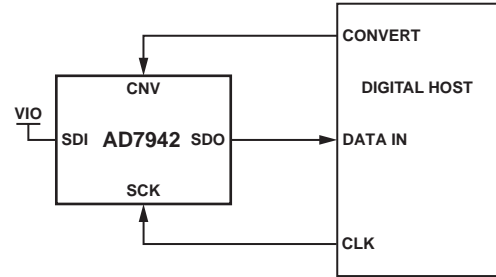 CONVERT
CNV
DIGITAL HOST
VIO
SDI AD7942 SDO
DATA IN
SCK
CLK